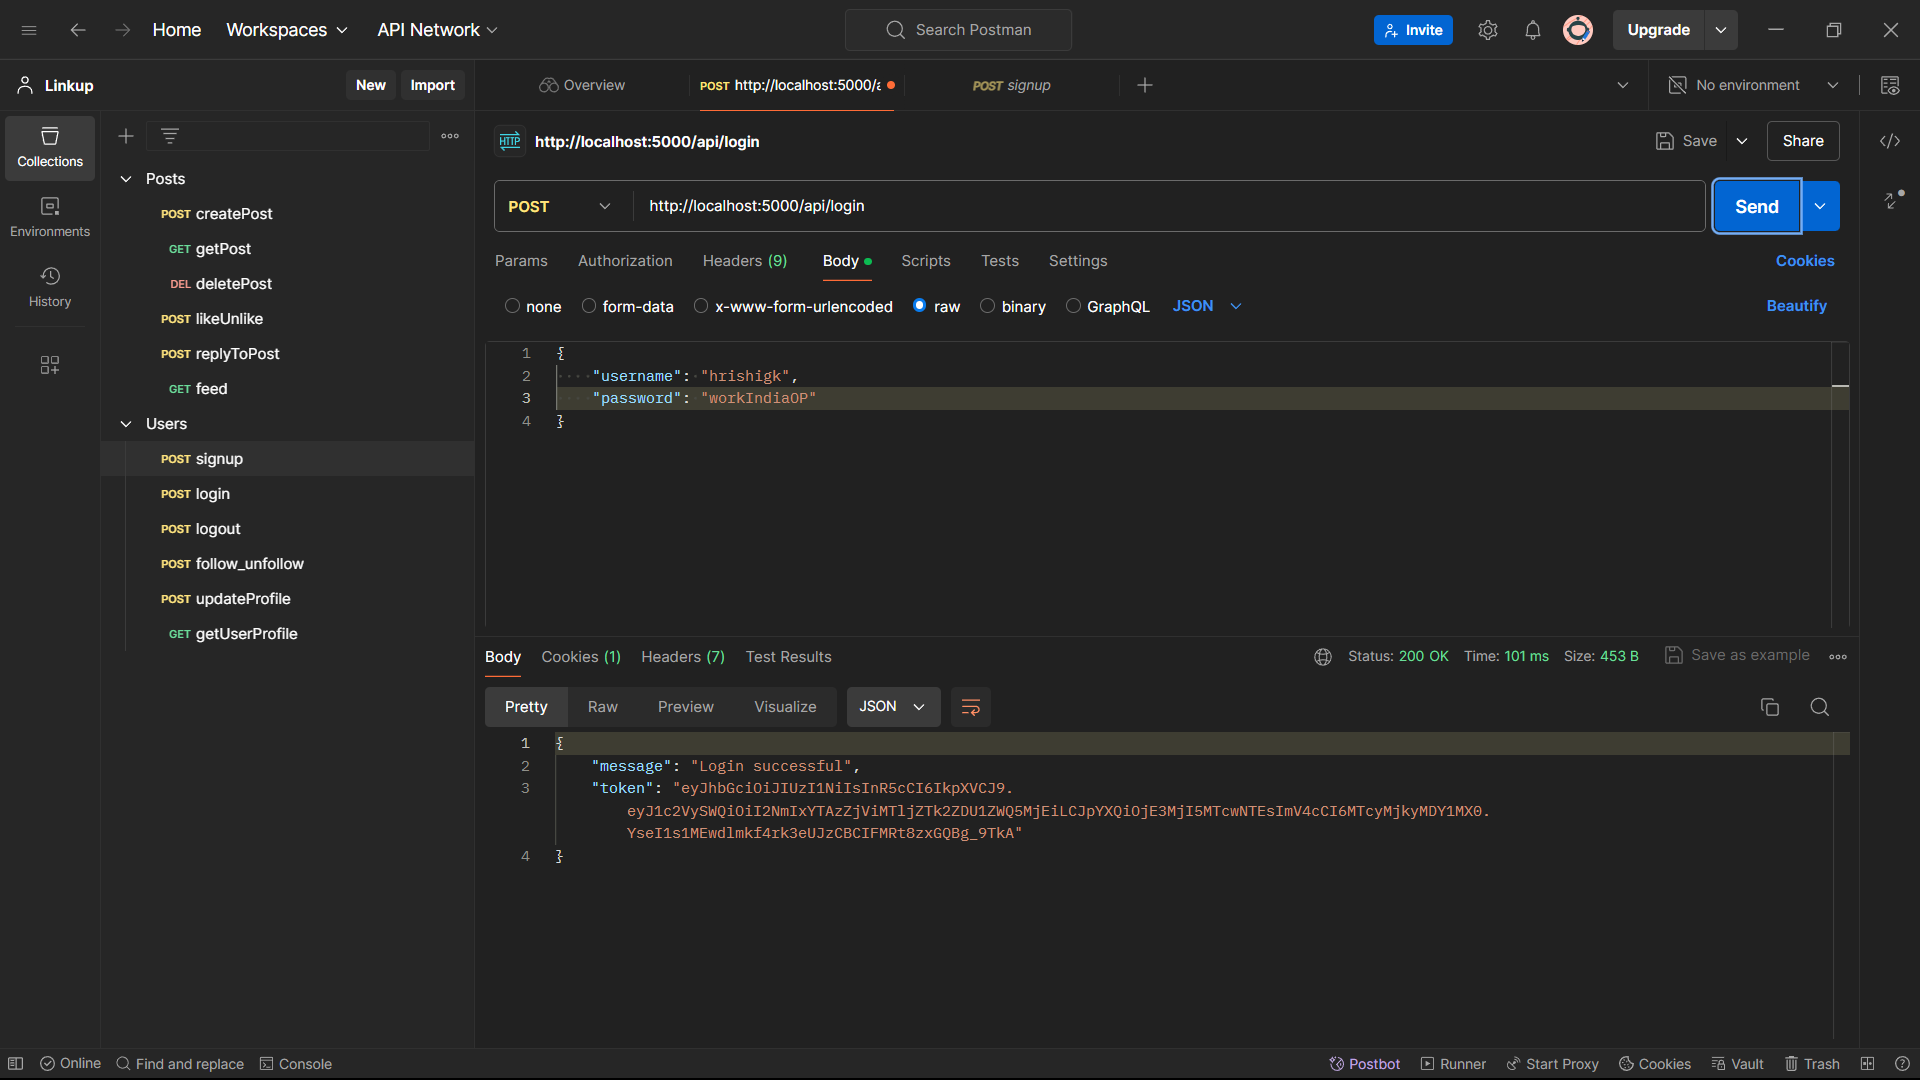 Home Workspaces API Network Search Postman Invite Upgrade
Linkup New Import Overview POST http://localhost:5000/a POST signup No environment
Collections
Environments
History
Posts
POST createPost
GET getPost
DEL deletePost
POST likeUnlike
POST replyToPost
GET feed
Users
POST signup
POST login
POST logout
POST follow_unfollow
POST updateProfile
GET getUserProfile
HTTP http://localhost:5000/api/login Save Share
POST http://localhost:5000/api/login Send
Params Authorization Headers (9) Body Scripts Tests Settings Cookies
none form-data x-www-form-urlencoded raw binary GraphQL JSON Beautify
1 {
2 "username": "hrishigk",
3 "password": "workIndiaOP"
4 }
Body Cookies (1) Headers (7) Test Results Status: 200 OK Time: 101 ms Size: 453 B Save as example
Pretty Raw Preview Visualize JSON
1 {
2 "message": "Login successful",
3 "token": "eyJhbGciOiJIUzI1NiIsInR5cCI6IkpXVCJ9.
eyJ1c2VySWQiOiI2NmIxYTAzZjViMTljZTk2ZDU1ZWQ5MjEiLCJpYXQiOjE3MjI5MTcwNTEsImV4cCI6MTcyMjkyMDY1MX0.
YseI1s1MEwdlmkf4rk3eUJzCBCIFMRt8zxGQBg_9TkA"
4 }
Online Find and replace Console Postbot Runner Start Proxy Cookies Vault Trash